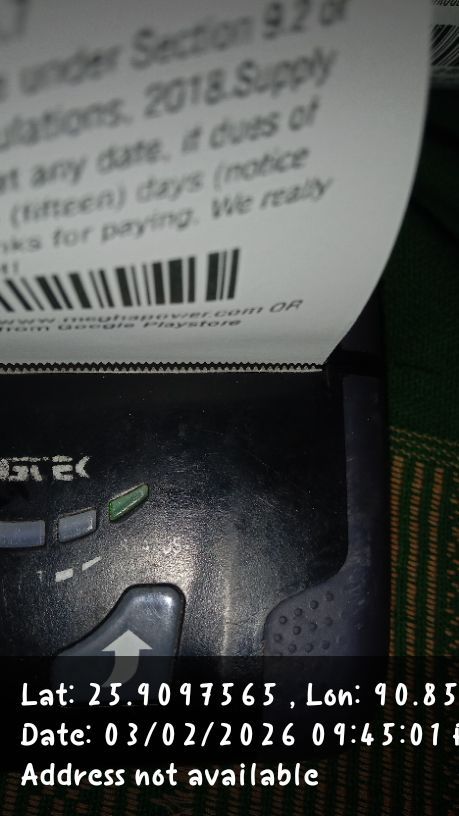 under Section 9.2 of
ulations, 2018.Supply
at any date, if dues of
(fifteen) days (notice
nks for paying. We really
www.meghapower.com OR
from Google Playstore
Lat: 25.9097565 , Lon: 90.85
Date: 03/02/2026 09:45:01
Address not available